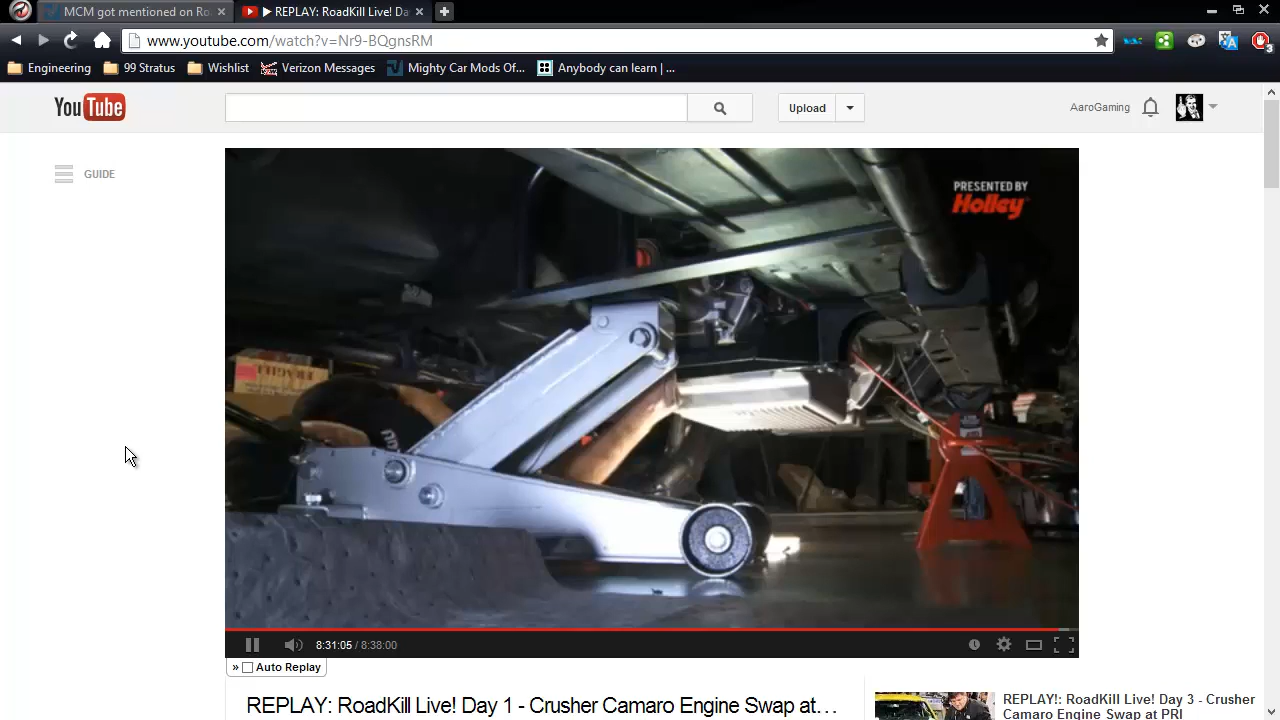 MCM got mentioned on Ro
REPLAY: RoadKill Live! Da
www.youtube.com/watch?v=Nr9-BQgnsRM
Engineering
99 Stratus
Wishlist
Verizon Messages
Mighty Car Mods Of...
Anybody can learn | ...
3
YouTube
Upload
AaroGaming
GUIDE
PRESENTED BY
Holley
FRAGILE
8:31:05 / 8:38:00
» Auto Replay
REPLAY: RoadKill Live! Day 1 - Crusher Camaro Engine Swap at...
REPLAY!: RoadKill Live! Day 3 - Crusher
Camaro Engine Swap at PRI